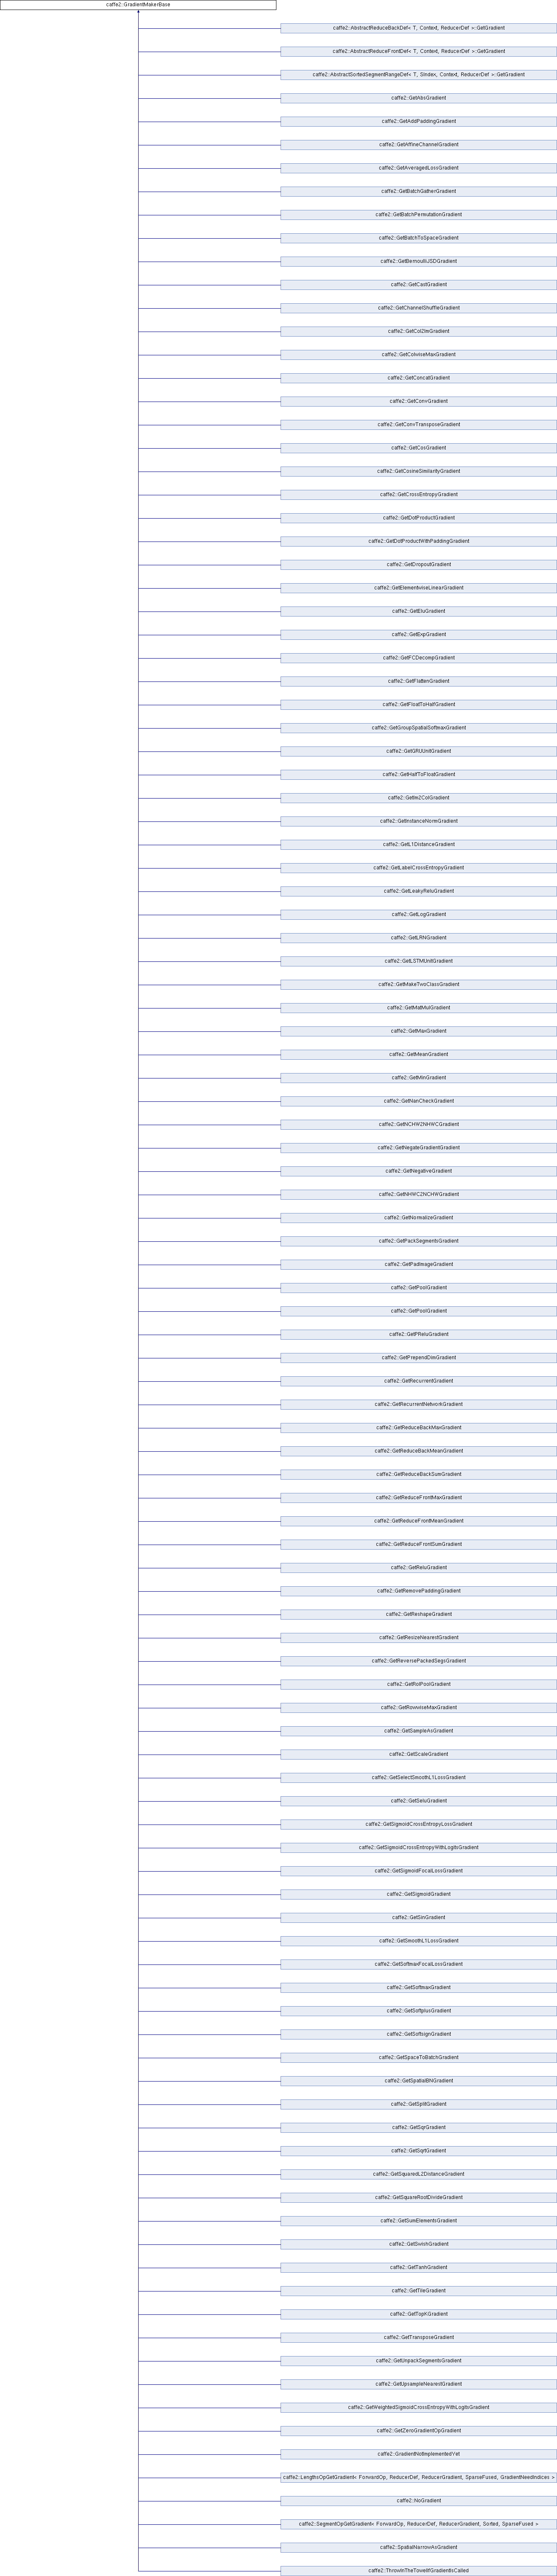 caffe2::GradientMakerBase
caffe2::AbstractReduceBackDef< T, Context, ReducerDef >::GetGradient
caffe2::AbstractReduceFrontDef< T, Context, ReducerDef >::GetGradient
caffe2::AbstractSortedSegmentRangeDef< T, SIndex, Context, ReducerDef >::GetGradient
caffe2::GetAbsGradient
caffe2::GetAddPaddingGradient
caffe2::GetAffineChannelGradient
caffe2::GetAveragedLossGradient
caffe2::GetBatchGatherGradient
caffe2::GetBatchPermutationGradient
caffe2::GetBatchToSpaceGradient
caffe2::GetBernoulliJSDGradient
caffe2::GetCastGradient
caffe2::GetChannelShuffleGradient
caffe2::GetCol2ImGradient
caffe2::GetColwiseMaxGradient
caffe2::GetConcatGradient
caffe2::GetConvGradient
caffe2::GetConvTransposeGradient
caffe2::GetCosGradient
caffe2::GetCosineSimilarityGradient
caffe2::GetCrossEntropyGradient
caffe2::GetDotProductGradient
caffe2::GetDotProductWithPaddingGradient
caffe2::GetDropoutGradient
caffe2::GetElementwiseLinearGradient
caffe2::GetEluGradient
caffe2::GetExpGradient
caffe2::GetFCDecompGradient
caffe2::GetFlattenGradient
caffe2::GetFloatToHalfGradient
caffe2::GetGroupSpatialSoftmaxGradient
caffe2::GetGRUUnitGradient
caffe2::GetHalfToFloatGradient
caffe2::GetIm2ColGradient
caffe2::GetInstanceNormGradient
caffe2::GetL1DistanceGradient
caffe2::GetLabelCrossEntropyGradient
caffe2::GetLeakyReluGradient
caffe2::GetLogGradient
caffe2::GetLRNGradient
caffe2::GetLSTMUnitGradient
caffe2::GetMakeTwoClassGradient
caffe2::GetMatMulGradient
caffe2::GetMaxGradient
caffe2::GetMeanGradient
caffe2::GetMinGradient
caffe2::GetNanCheckGradient
caffe2::GetNCHW2NHWCGradient
caffe2::GetNegateGradientGradient
caffe2::GetNegativeGradient
caffe2::GetNHWC2NCHWGradient
caffe2::GetNormalizeGradient
caffe2::GetPackSegmentsGradient
caffe2::GetPadImageGradient
caffe2::GetPoolGradient
caffe2::GetPoolGradient
caffe2::GetPReluGradient
caffe2::GetPrependDimGradient
caffe2::GetRecurrentGradient
caffe2::GetRecurrentNetworkGradient
caffe2::GetReduceBackMaxGradient
caffe2::GetReduceBackMeanGradient
caffe2::GetReduceBackSumGradient
caffe2::GetReduceFrontMaxGradient
caffe2::GetReduceFrontMeanGradient
caffe2::GetReduceFrontSumGradient
caffe2::GetReluGradient
caffe2::GetRemovePaddingGradient
caffe2::GetReshapeGradient
caffe2::GetResizeNearestGradient
caffe2::GetReversePackedSegsGradient
caffe2::GetRoIPoolGradient
caffe2::GetRowwiseMaxGradient
caffe2::GetSampleAsGradient
caffe2::GetScaleGradient
caffe2::GetSelectSmoothL1LossGradient
caffe2::GetSeluGradient
caffe2::GetSigmoidCrossEntropyLossGradient
caffe2::GetSigmoidCrossEntropyWithLogitsGradient
caffe2::GetSigmoidFocalLossGradient
caffe2::GetSigmoidGradient
caffe2::GetSinGradient
caffe2::GetSmoothL1LossGradient
caffe2::GetSoftmaxFocalLossGradient
caffe2::GetSoftmaxGradient
caffe2::GetSoftplusGradient
caffe2::GetSoftsignGradient
caffe2::GetSpaceToBatchGradient
caffe2::GetSpatialBNGradient
caffe2::GetSplitGradient
caffe2::GetSqrGradient
caffe2::GetSqrtGradient
caffe2::GetSquaredL2DistanceGradient
caffe2::GetSquareRootDivideGradient
caffe2::GetSumElementsGradient
caffe2::GetSwishGradient
caffe2::GetTanhGradient
caffe2::GetTileGradient
caffe2::GetTopKGradient
caffe2::GetTransposeGradient
caffe2::GetUnpackSegmentsGradient
caffe2::GetUpsampleNearestGradient
caffe2::GetWeightedSigmoidCrossEntropyWithLogitsGradient
caffe2::GetZeroGradientOpGradient
caffe2::GradientNotImplementedYet
caffe2::LengthsOpGetGradient< ForwardOp, ReducerDef, ReducerGradient, SparseFused, GradientNeedIndices >
caffe2::NoGradient
caffe2::SegmentOpGetGradient< ForwardOp, ReducerDef, ReducerGradient, Sorted, SparseFused >
caffe2::SpatialNarrowAsGradient
caffe2::ThrowInTheTowelIfGradientIsCalled